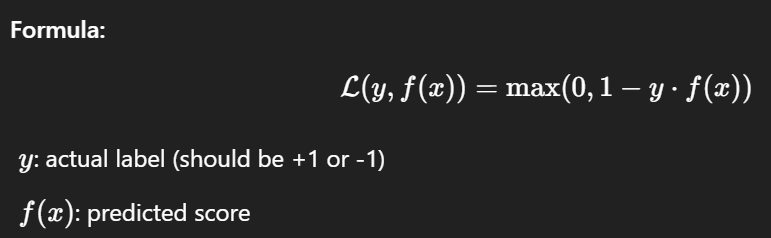 Formula:
ℒ(y, f(x)) = max(0, 1 − y · f(x))
y: actual label (should be +1 or -1)
f(x): predicted score